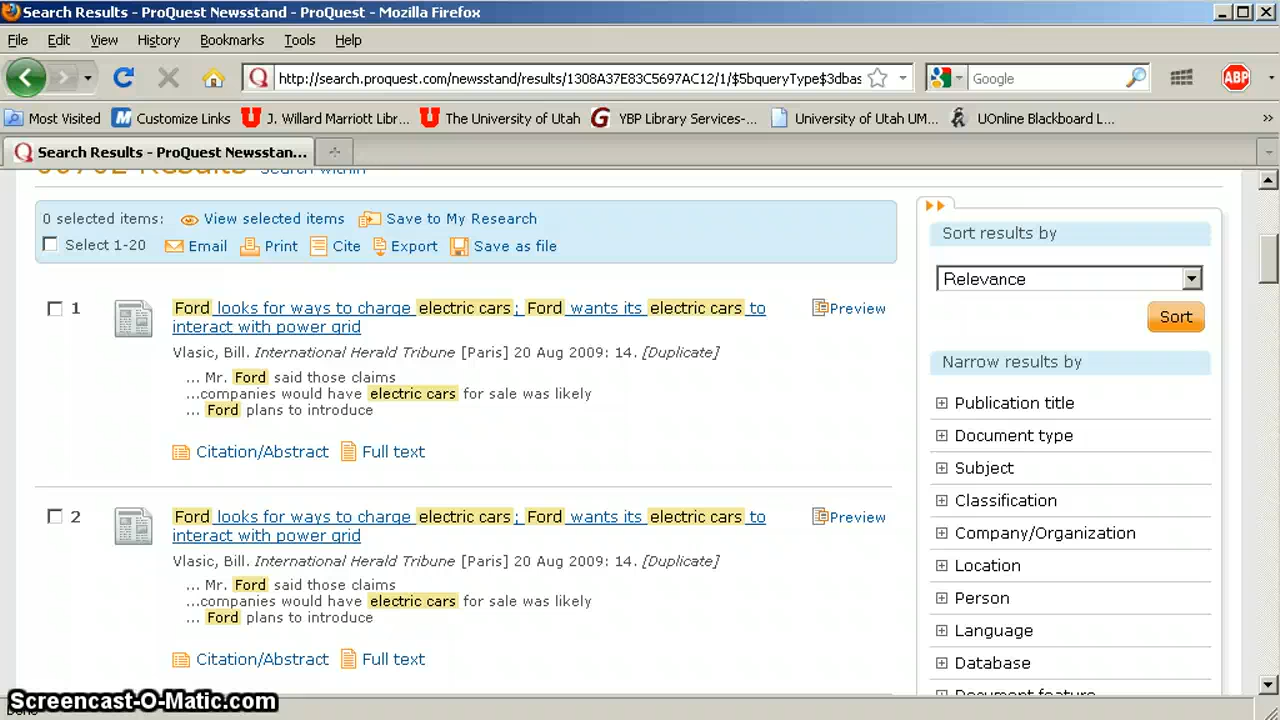 Search Results - ProQuest Newsstand - ProQuest - Mozilla Firefox
File Edit View History Bookmarks Tools Help
http://search.proquest.com/newsstand/results/1308A37E83C5697AC12/1/$5bqueryType$3dbas
Google
ABP
Most Visited Customize Links J. Willard Marriott Libr... The University of Utah YBP Library Services-... University of Utah UM... UOnline Blackboard L...
Search Results - ProQuest Newsstan...
Results search within
0 selected items: View selected items Save to My Research
Select 1-20 Email Print Cite Export Save as file
1
Ford looks for ways to charge electric cars; Ford wants its electric cars to
interact with power grid
Preview
Vlasic, Bill. International Herald Tribune [Paris] 20 Aug 2009: 14. [Duplicate]
... Mr. Ford said those claims
...companies would have electric cars for sale was likely
... Ford plans to introduce
Citation/Abstract Full text
2
Ford looks for ways to charge electric cars; Ford wants its electric cars to
interact with power grid
Preview
Vlasic, Bill. International Herald Tribune [Paris] 20 Aug 2009: 14. [Duplicate]
... Mr. Ford said those claims
...companies would have electric cars for sale was likely
... Ford plans to introduce
Citation/Abstract Full text
Sort results by
Relevance
Sort
Narrow results by
Publication title
Document type
Subject
Classification
Company/Organization
Location
Person
Language
Database
Document feature
Screencast-O-Matic.com